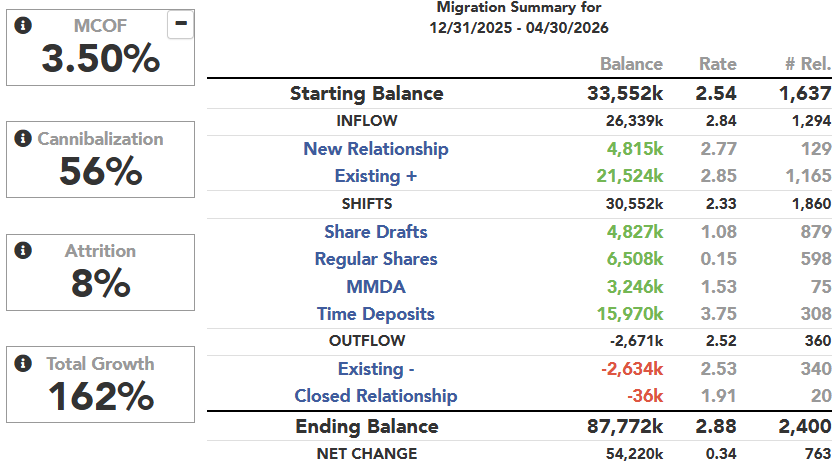 MCOF
3.50%
Cannibalization
56%
Attrition
8%
Total Growth
162%
Migration Summary for
12/31/2025 - 04/30/2026
Balance Rate # Rel.
Starting Balance 33,552k 2.54 1,637
INFLOW 26,339k 2.84 1,294
New Relationship 4,815k 2.77 129
Existing + 21,524k 2.85 1,165
SHIFTS 30,552k 2.33 1,860
Share Drafts 4,827k 1.08 879
Regular Shares 6,508k 0.15 598
MMDA 3,246k 1.53 75
Time Deposits 15,970k 3.75 308
OUTFLOW -2,671k 2.52 360
Existing - -2,634k 2.53 340
Closed Relationship -36k 1.91 20
Ending Balance 87,772k 2.88 2,400
NET CHANGE 54,220k 0.34 763